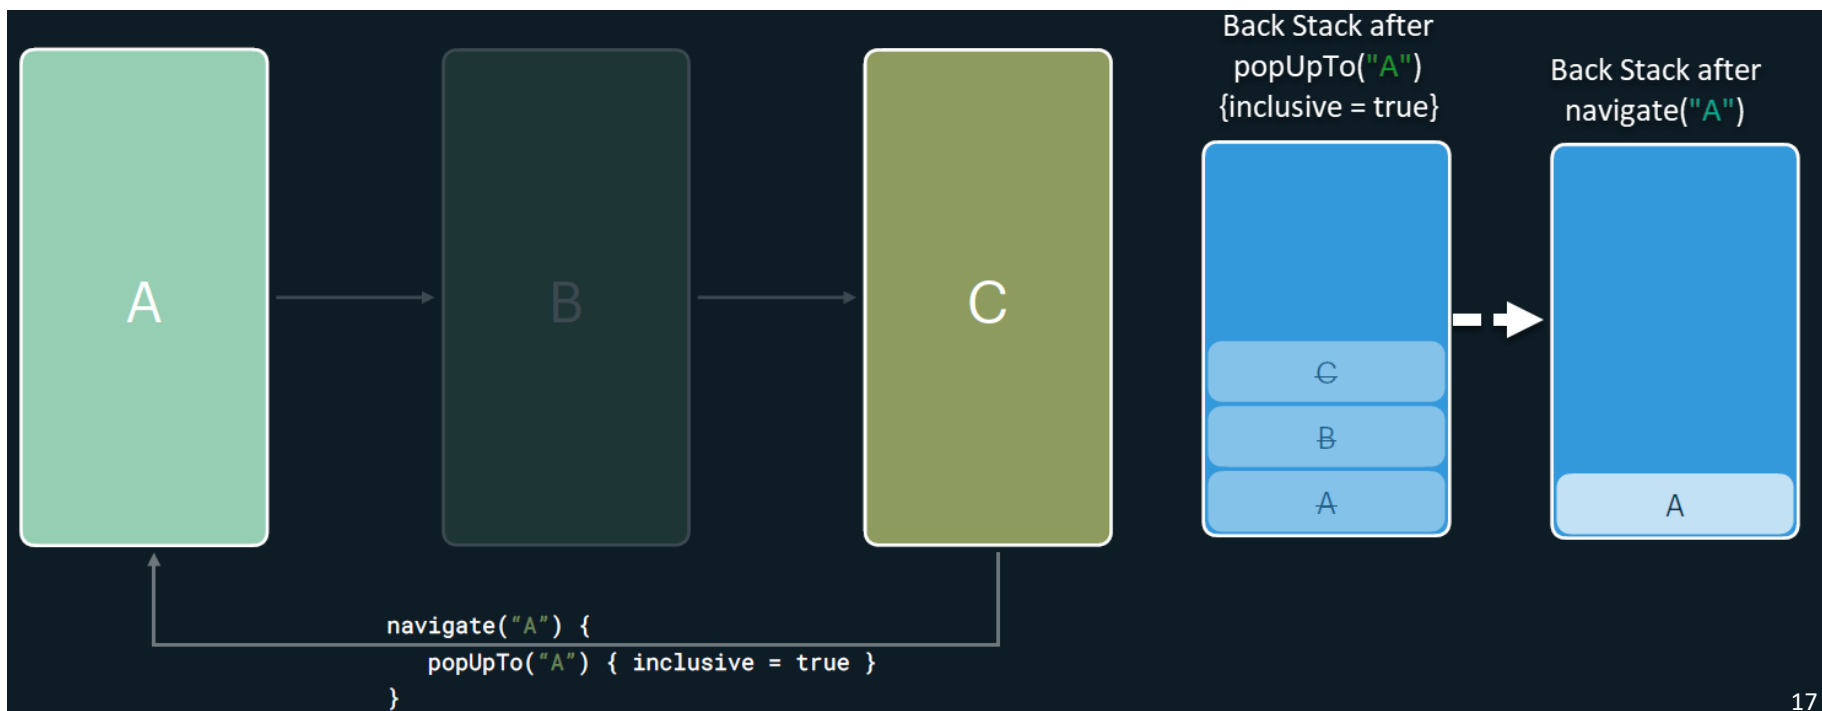 A
B
C
navigate(“A”) {
popUpTo(“A”) { inclusive = true }
}
Back Stack after
popUpTo("A")
{inclusive = true}
C
B
A
Back Stack after
navigate("A")
A
17